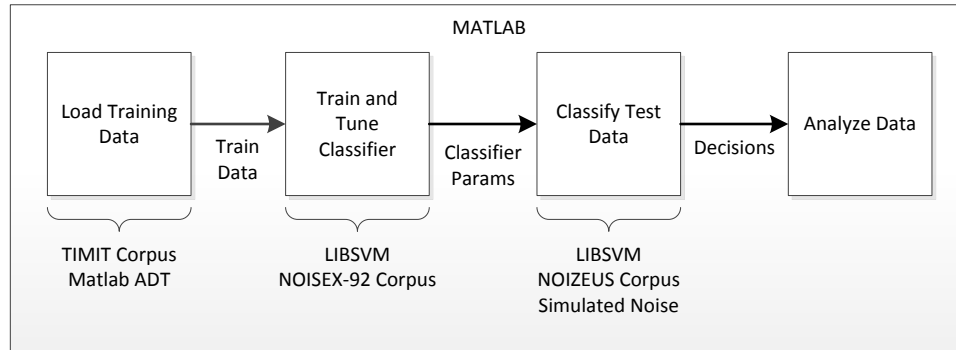 MATLAB
Load Training
Data
Train
Data
Train and
Tune
Classifier
Classifier
Params
Classify Test
Data
Decisions
Analyze Data
TIMIT Corpus
Matlab ADT
LIBSVM
NOISEX-92 Corpus
LIBSVM
NOIZEUS Corpus
Simulated Noise